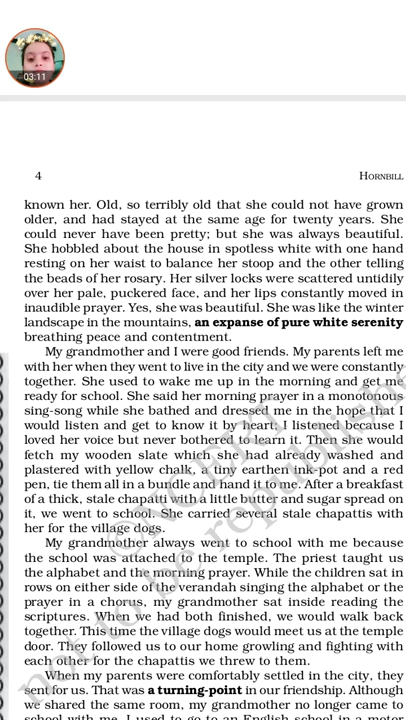 03:11
4 HORNBILL
known her. Old, so terribly old that she could not have grown
older, and had stayed at the same age for twenty years. She
could never have been pretty; but she was always beautiful.
She hobbled about the house in spotless white with one hand
resting on her waist to balance her stoop and the other telling
the beads of her rosary. Her silver locks were scattered untidily
over her pale, puckered face, and her lips constantly moved in
inaudible prayer. Yes, she was beautiful. She was like the winter
landscape in the mountains, an expanse of pure white serenity
breathing peace and contentment.
My grandmother and I were good friends. My parents left me
with her when they went to live in the city and we were constantly
together. She used to wake me up in the morning and get me
ready for school. She said her morning prayer in a monotonous
sing-song while she bathed and dressed me in the hope that I
would listen and get to know it by heart; I listened because I
loved her voice but never bothered to learn it. Then she would
fetch my wooden slate which she had already washed and
plastered with yellow chalk, a tiny earthen ink-pot and a red
pen, tie them all in a bundle and hand it to me. After a breakfast
of a thick, stale chapatti with a little butter and sugar spread on
it, we went to school. She carried several stale chapattis with
her for the village dogs.
My grandmother always went to school with me because
the school was attached to the temple. The priest taught us
the alphabet and the morning prayer. While the children sat in
rows on either side of the verandah singing the alphabet or the
prayer in a chorus, my grandmother sat inside reading the
scriptures. When we had both finished, we would walk back
together. This time the village dogs would meet us at the temple
door. They followed us to our home growling and fighting with
each other for the chapattis we threw to them.
When my parents were comfortably settled in the city, they
sent for us. That was a turning-point in our friendship. Although
we shared the same room, my grandmother no longer came to
school with me. I used to go to an English school in a motor
© NCERT
not to be republished